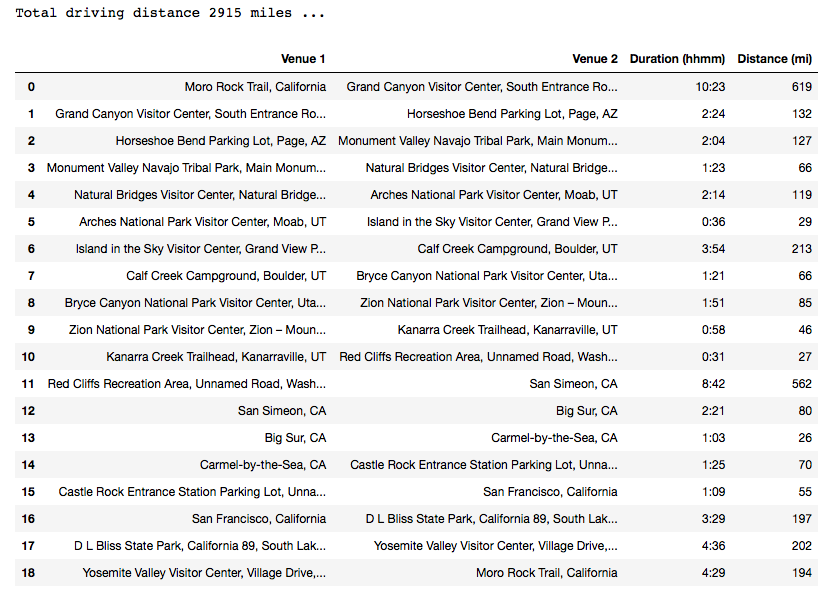 Total driving distance 2915 miles ...
Venue 1 Venue 2 Duration (hhmm) Distance (mi)
0 Moro Rock Trail, California Grand Canyon Visitor Center, South Entrance Ro... 10:23 619
1 Grand Canyon Visitor Center, South Entrance Ro... Horseshoe Bend Parking Lot, Page, AZ 2:24 132
2 Horseshoe Bend Parking Lot, Page, AZ Monument Valley Navajo Tribal Park, Main Monum... 2:04 127
3 Monument Valley Navajo Tribal Park, Main Monum... Natural Bridges Visitor Center, Natural Bridge... 1:23 66
4 Natural Bridges Visitor Center, Natural Bridge... Arches National Park Visitor Center, Moab, UT 2:14 119
5 Arches National Park Visitor Center, Moab, UT Island in the Sky Visitor Center, Grand View P... 0:36 29
6 Island in the Sky Visitor Center, Grand View P... Calf Creek Campground, Boulder, UT 3:54 213
7 Calf Creek Campground, Boulder, UT Bryce Canyon National Park Visitor Center, Uta... 1:21 66
8 Bryce Canyon National Park Visitor Center, Uta... Zion National Park Visitor Center, Zion – Moun... 1:51 85
9 Zion National Park Visitor Center, Zion – Moun... Kanarra Creek Trailhead, Kanarraville, UT 0:58 46
10 Kanarra Creek Trailhead, Kanarraville, UT Red Cliffs Recreation Area, Unnamed Road, Wash... 0:31 27
11 Red Cliffs Recreation Area, Unnamed Road, Wash... San Simeon, CA 8:42 562
12 San Simeon, CA Big Sur, CA 2:21 80
13 Big Sur, CA Carmel-by-the-Sea, CA 1:03 26
14 Carmel-by-the-Sea, CA Castle Rock Entrance Station Parking Lot, Unna... 1:25 70
15 Castle Rock Entrance Station Parking Lot, Unna... San Francisco, California 1:09 55
16 San Francisco, California D L Bliss State Park, California 89, South Lak... 3:29 197
17 D L Bliss State Park, California 89, South Lak... Yosemite Valley Visitor Center, Village Drive,... 4:36 202
18 Yosemite Valley Visitor Center, Village Drive,... Moro Rock Trail, California 4:29 194